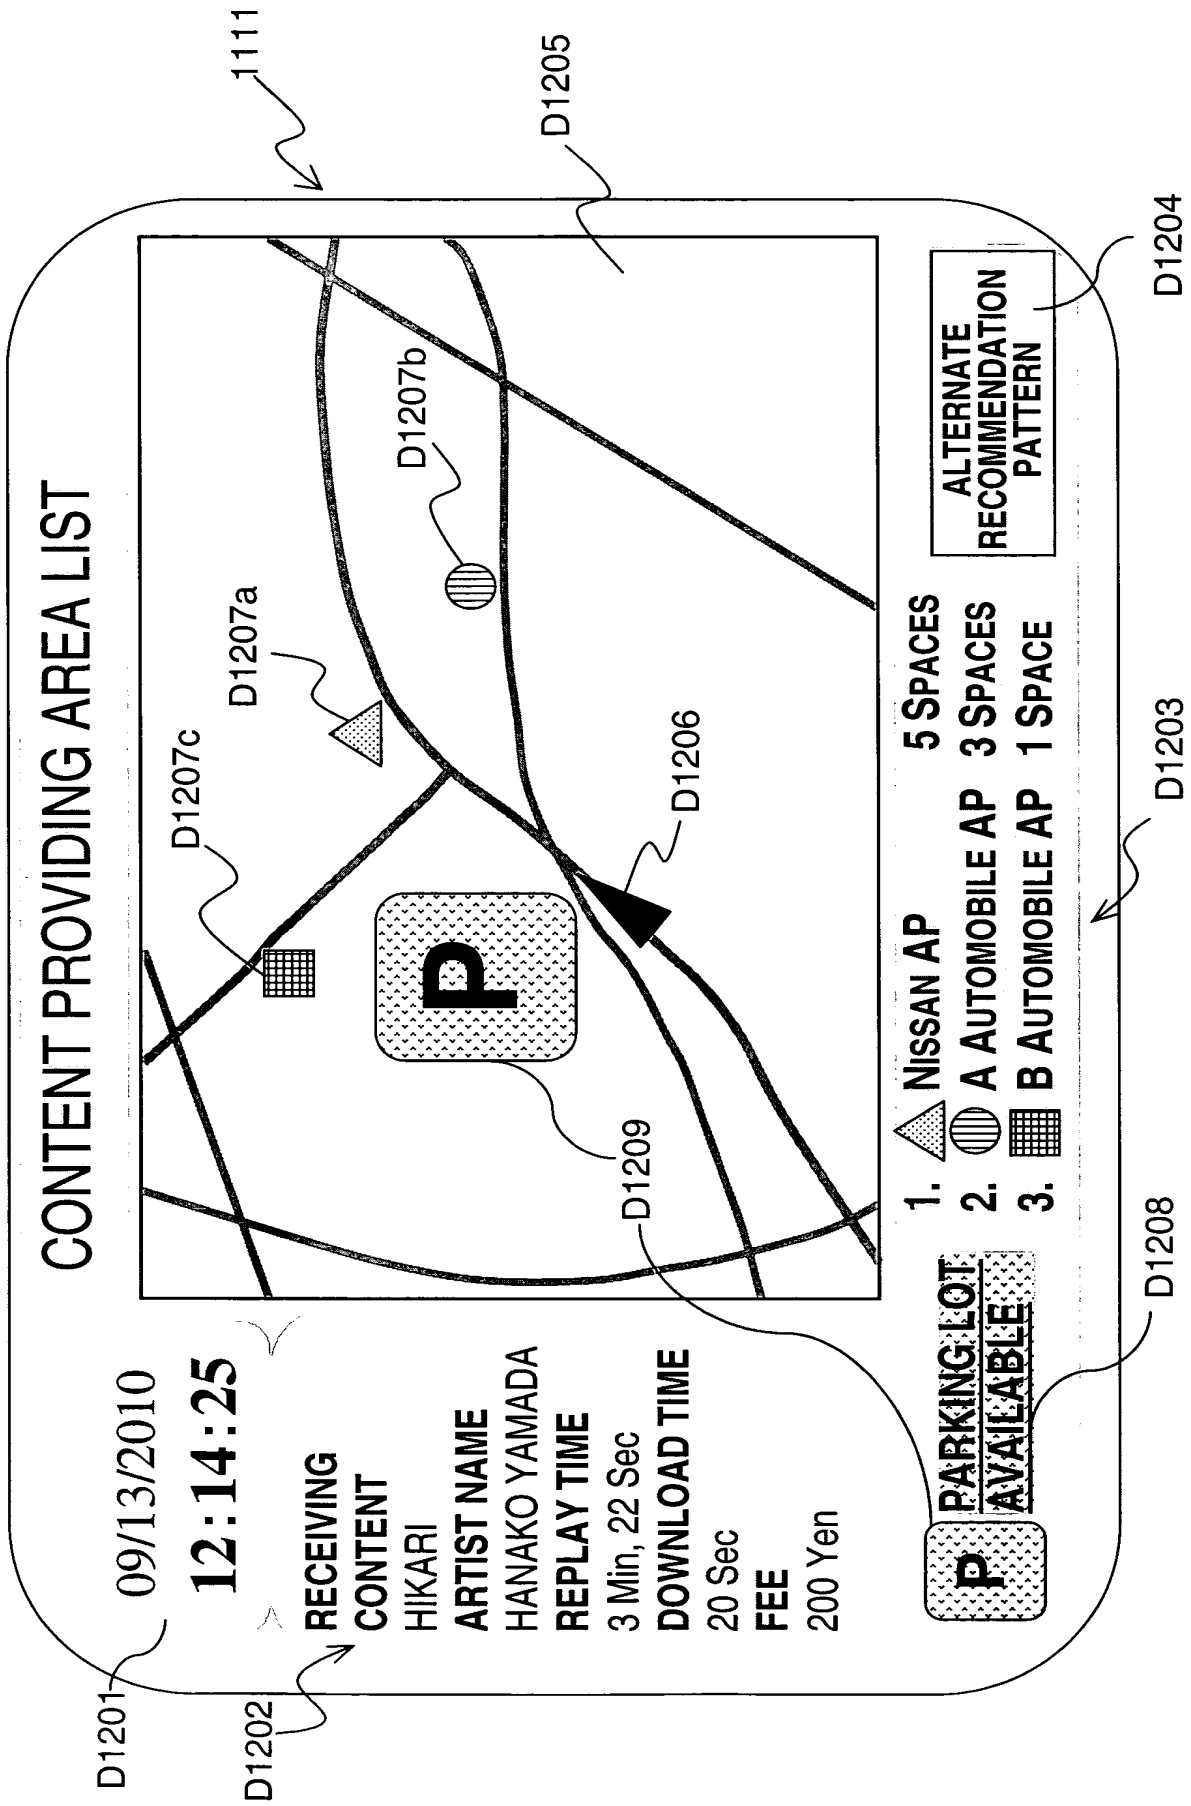 1111
CONTENT PROVIDING AREA LIST
D1201
09/13/2010
12:14:25
D1202
RECEIVING
CONTENT
HIKARI
ARTIST NAME
HANAKO YAMADA
REPLAY TIME
3 Min, 22 Sec
DOWNLOAD TIME
20 Sec
FEE
200 Yen
D1205
D1207c
D1207a
D1207b
D1206
P
D1209
P
PARKING LOT
AVAILABLE
D1208
1. NISSAN AP 5 SPACES
2. A AUTOMOBILE AP 3 SPACES
3. B AUTOMOBILE AP 1 SPACE
D1203
ALTERNATE
RECOMMENDATION
PATTERN
D1204